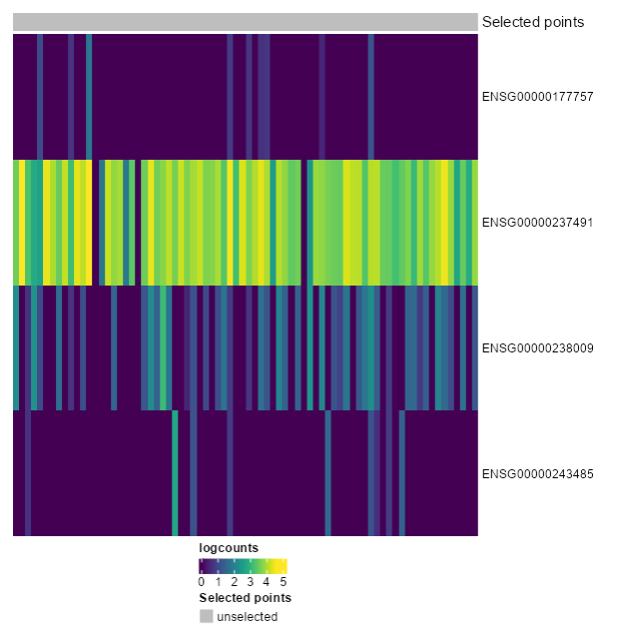 Selected points
ENSG00000177757
ENSG00000237491
ENSG00000238009
ENSG00000243485
logcounts
0 1 2 3 4 5
Selected points
unselected